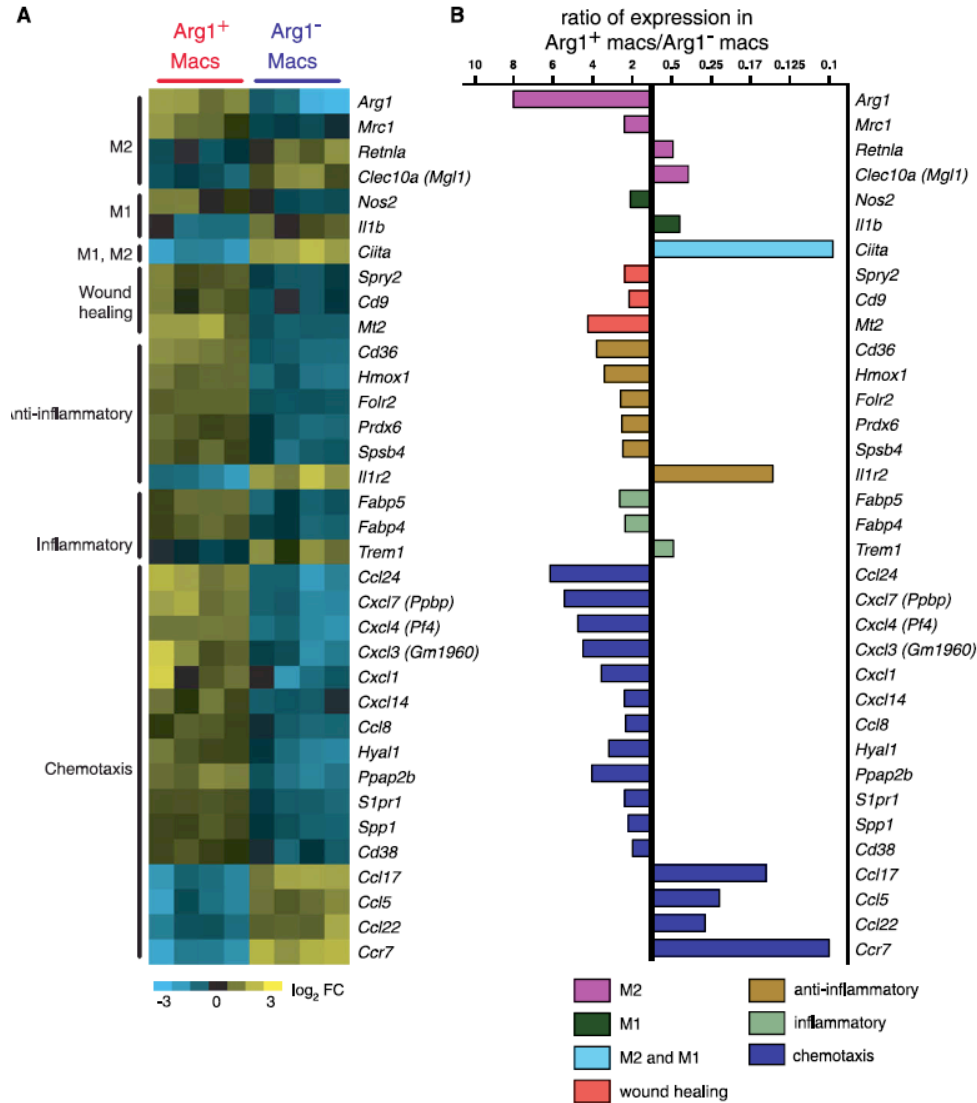 A
Arg1+
Macs
Arg1-
Macs
M2
M1
M1, M2
Wound
healing
Anti-inflammatory
Inflammatory
Chemotaxis
Arg1
Mrc1
Retnla
Clec10a (Mgl1)
Nos2
Il1b
Ciita
Spry2
Cd9
Mt2
Cd36
Hmox1
Folr2
Prdx6
Spsb4
Il1r2
Fabp5
Fabp4
Trem1
Ccl24
Cxcl7 (Ppbp)
Cxcl4 (Pf4)
Cxcl3 (Gm1960)
Cxcl1
Cxcl14
Ccl8
Hyal1
Ppap2b
S1pr1
Spp1
Cd38
Ccl17
Ccl5
Ccl22
Ccr7
-3 0 3 log2 FC
B
ratio of expression in
Arg1+ macs/Arg1- macs
10 8 6 4 2 0.5 0.25 0.17 0.125 0.1
Arg1
Mrc1
Retnla
Clec10a (Mgl1)
Nos2
Il1b
Ciita
Spry2
Cd9
Mt2
Cd36
Hmox1
Folr2
Prdx6
Spsb4
Il1r2
Fabp5
Fabp4
Trem1
Ccl24
Cxcl7 (Ppbp)
Cxcl4 (Pf4)
Cxcl3 (Gm1960)
Cxcl1
Cxcl14
Ccl8
Hyal1
Ppap2b
S1pr1
Spp1
Cd38
Ccl17
Ccl5
Ccl22
Ccr7
M2
M1
M2 and M1
wound healing
anti-inflammatory
inflammatory
chemotaxis